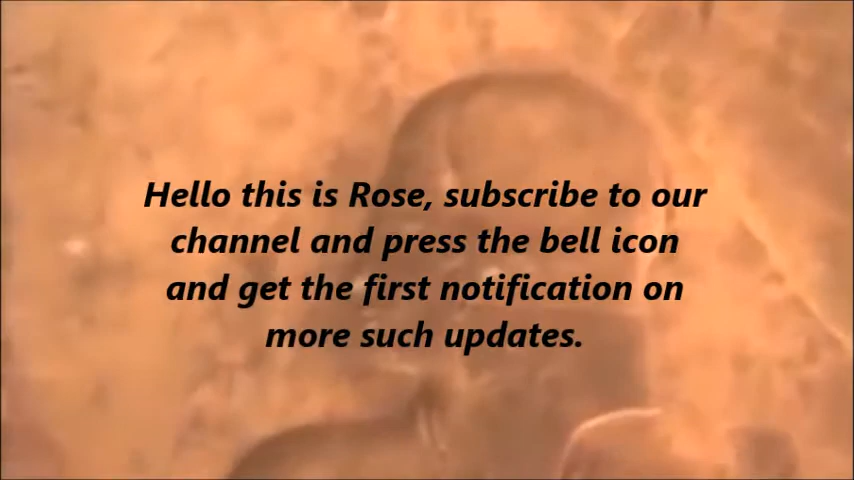 Hello this is Rose, subscribe to our
channel and press the bell icon
and get the first notification on
more such updates.